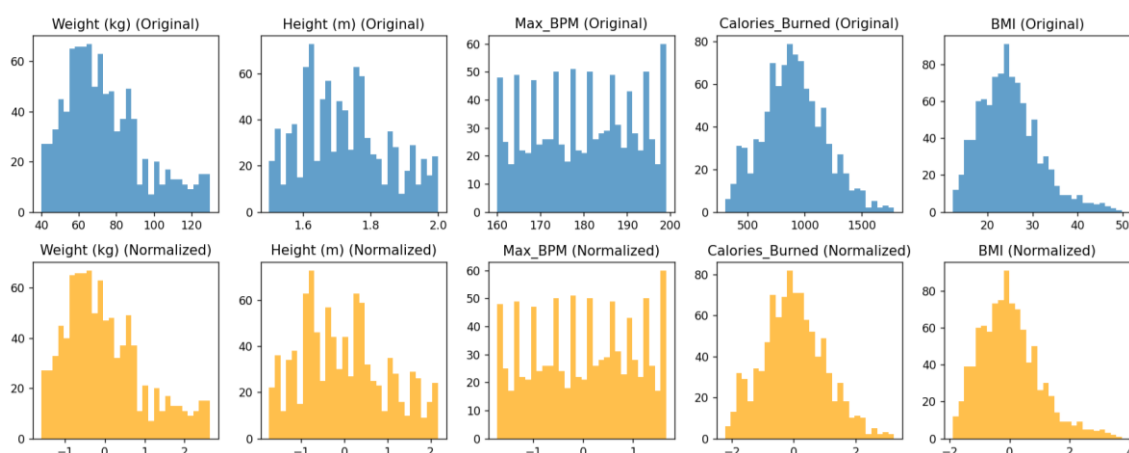 Weight (kg) (Original) Height (m) (Original) Max_BPM (Original) Calories_Burned (Original) BMI (Original)
60 40 20 0
60 40 20 0
60 50 40 30 20 10 0
80 60 40 20 0
80 60 40 20 0
40 60 80 100 120 1.6 1.8 2.0 160 170 180 190 200 500 1000 1500 20 30 40 50
Weight (kg) (Normalized) Height (m) (Normalized) Max_BPM (Normalized) Calories_Burned (Normalized) BMI (Normalized)
60 40 20 0
60 40 20 0
60 50 40 30 20 10 0
80 60 40 20 0
80 60 40 20 0
−1 0 1 2 −1 0 1 2 −1 0 1 −2 0 2 −2 0 2 4